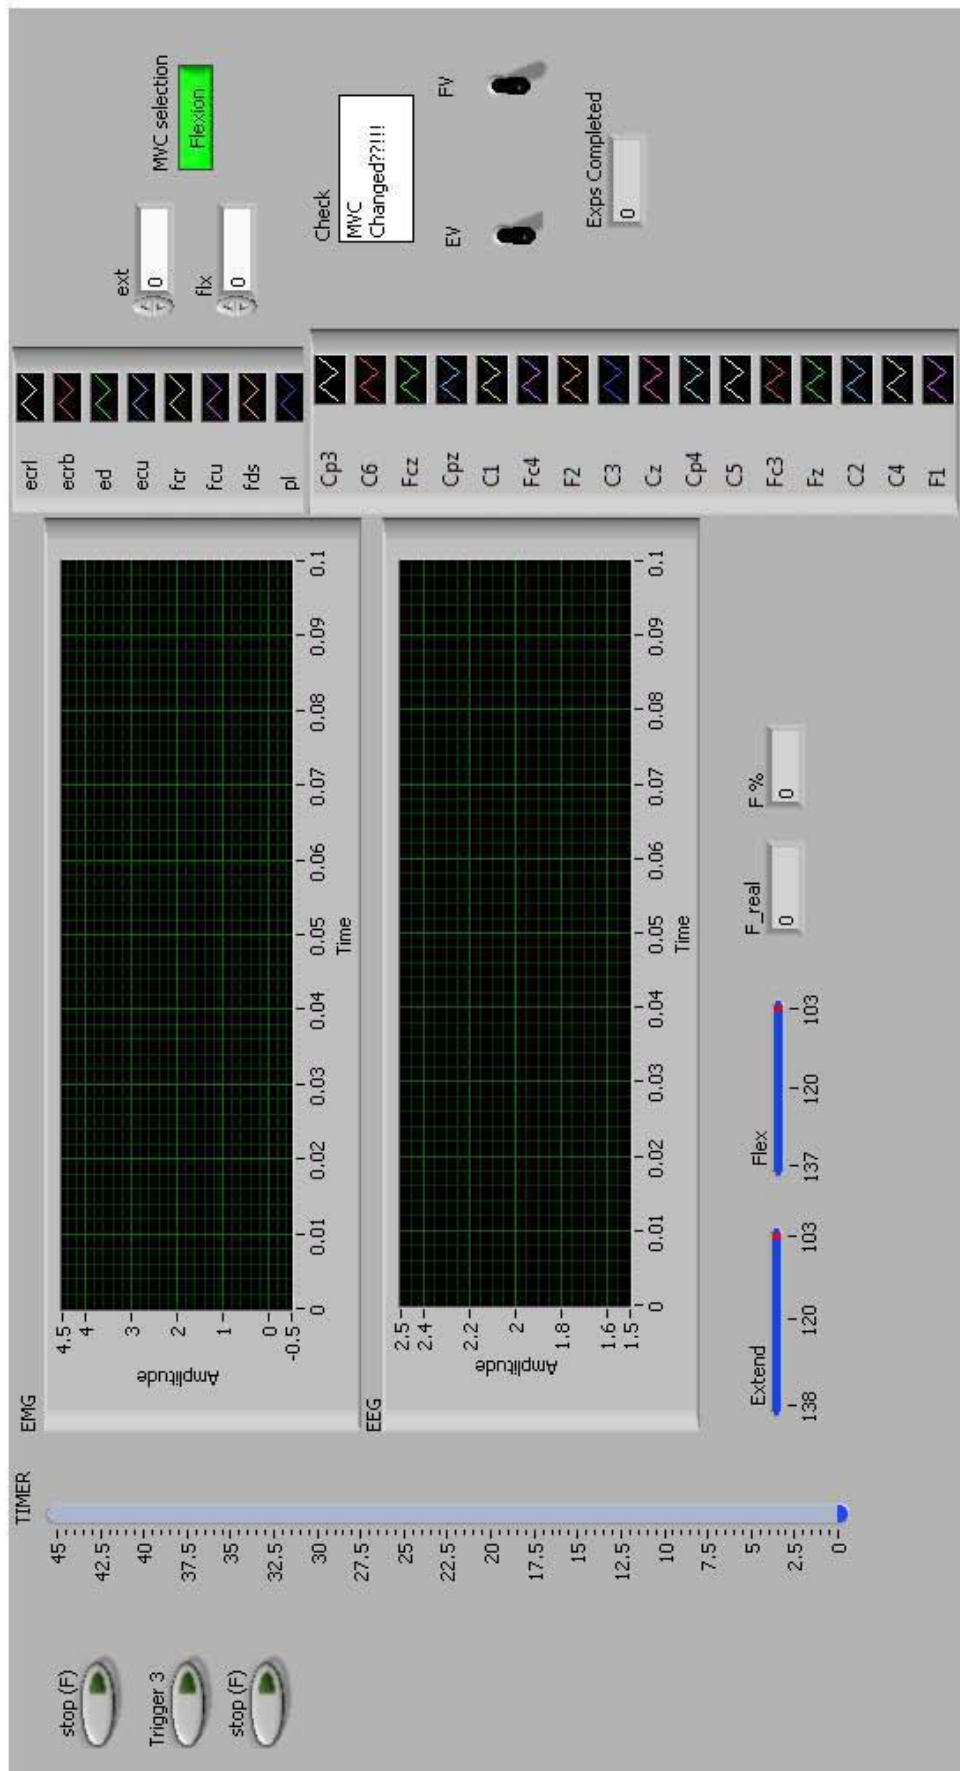 stop (F)
Trigger 3
stop (F)
TIMER
45
42.5
40
37.5
35
32.5
30
27.5
25
22.5
20
17.5
15
12.5
10
7.5
5
2.5
0
EMG
Amplitude
4.5
4
3
2
1
0
-0.5
0 0.01 0.02 0.03 0.04 0.05 0.06 0.07 0.08 0.09 0.1
Time
EEG
Amplitude
2.5
2.4
2.2
2
1.8
1.6
1.5
0 0.01 0.02 0.03 0.04 0.05 0.06 0.07 0.08 0.09 0.1
Time
Extend
138 120 103
Flex
137 120 103
F_real
0
F %
0
ecrl
ecrb
ed
ecu
fcr
fcu
fds
pl
Cp3
C6
Fcz
Cpz
C1
Fc4
F2
C3
Cz
Cp4
C5
Fc3
Fz
C2
C4
F1
ext
0
flx
0
MVC selection
Flexion
Check
MVC
Changed??!!!
EV
FV
Exps Completed
0